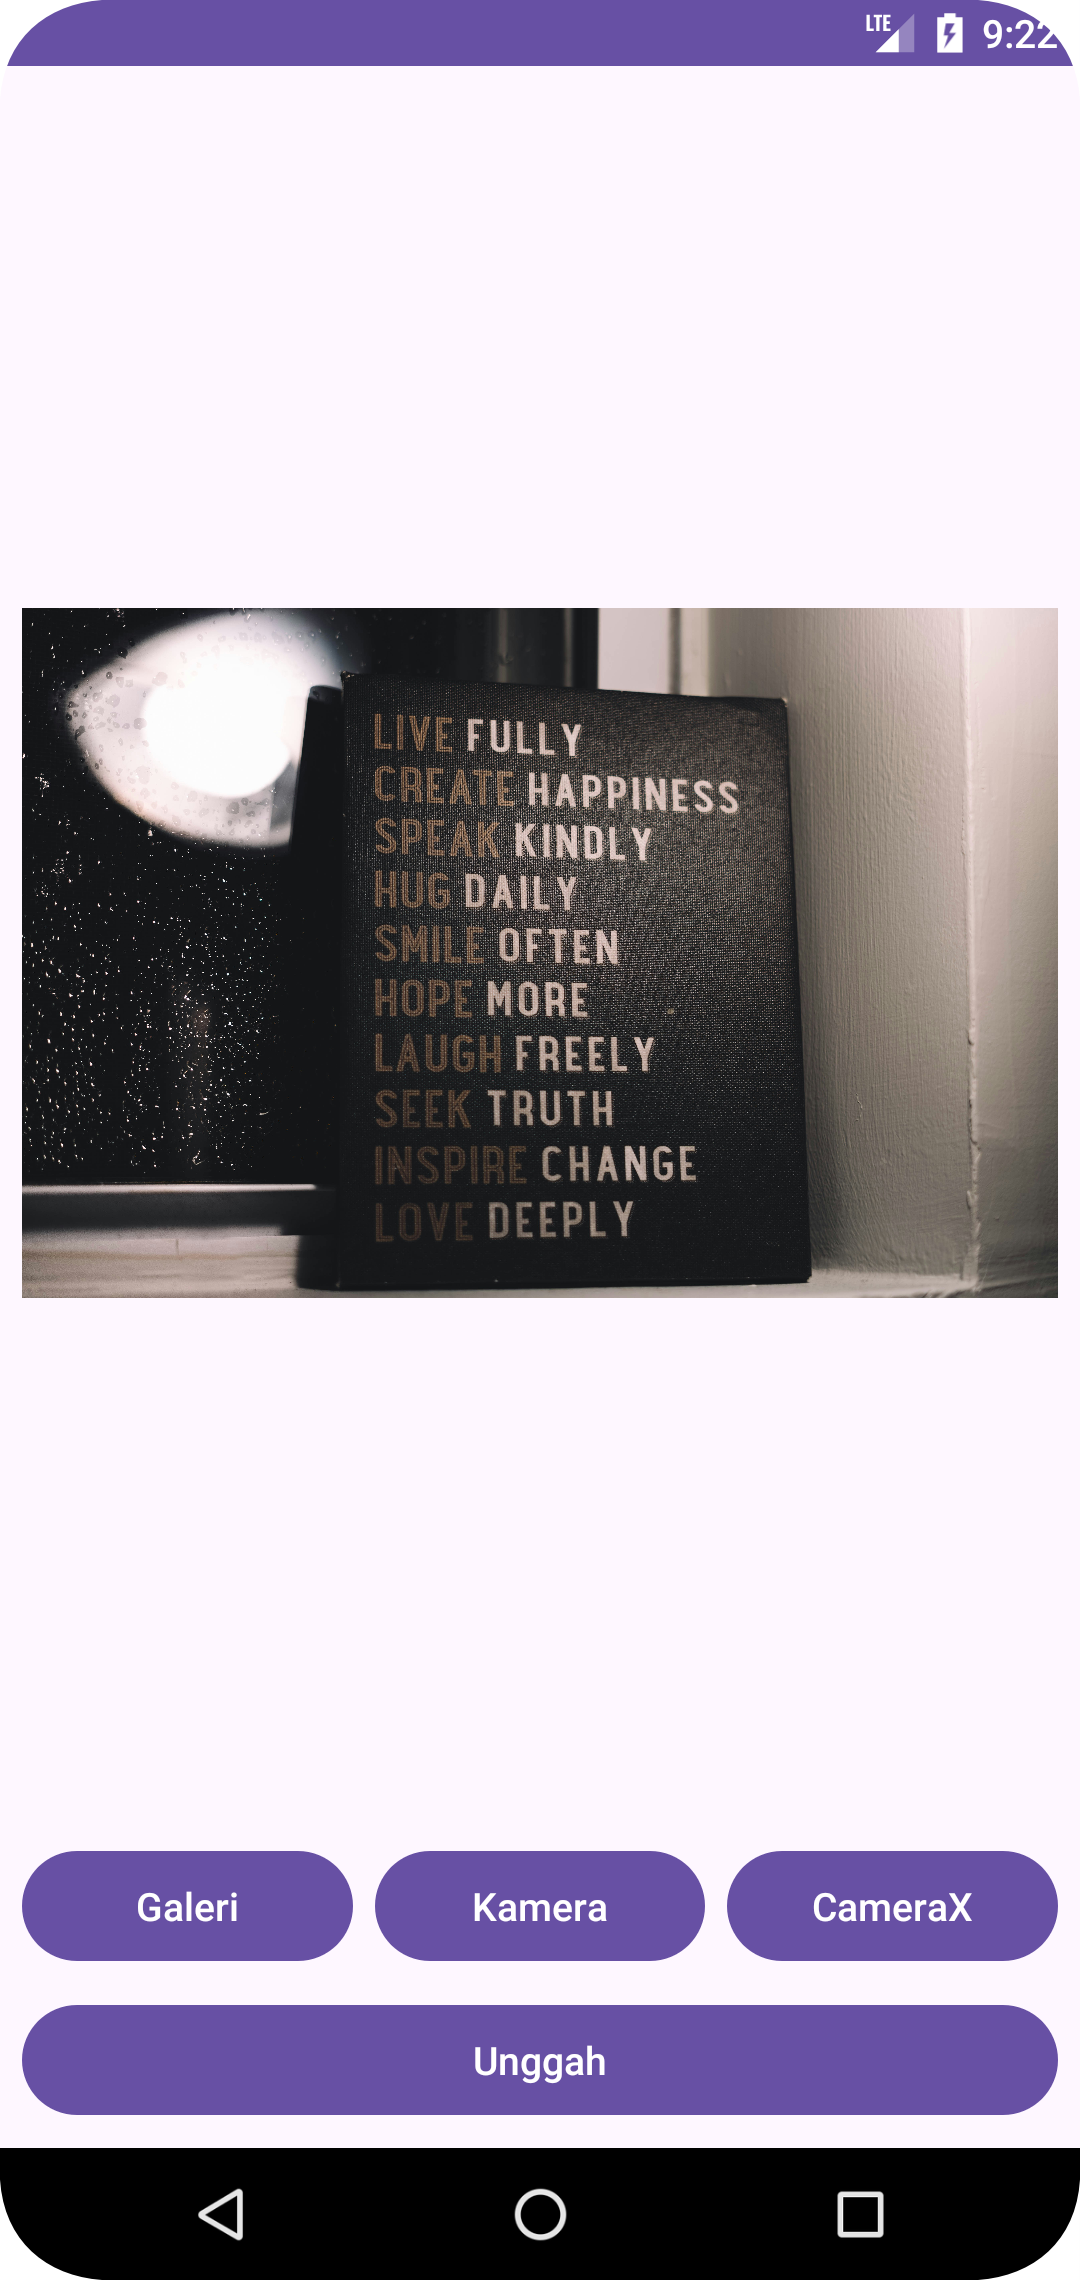 LTE 9:22
LIVE FULLY
CREATE HAPPINESS
SPEAK KINDLY
HUG DAILY
SMILE OFTEN
HOPE MORE
LAUGH FREELY
SEEK TRUTH
INSPIRE CHANGE
LOVE DEEPLY
Galeri Kamera CameraX
Unggah